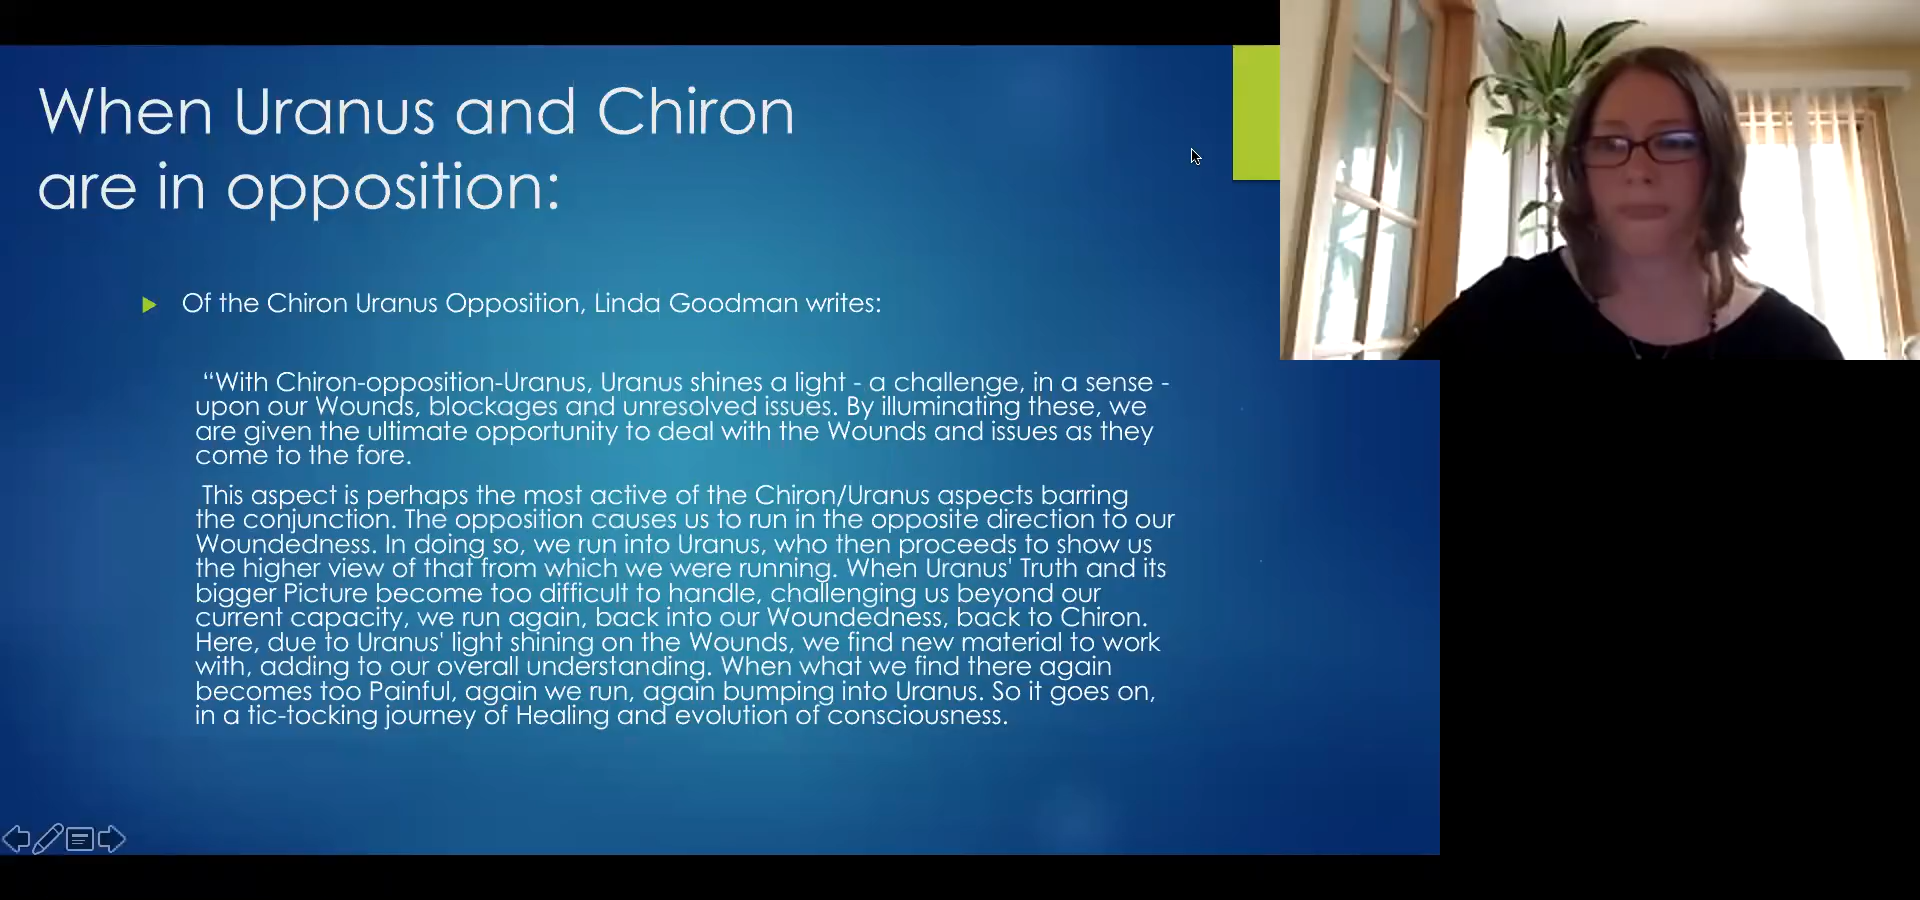 When Uranus and Chiron
are in opposition:
Of the Chiron Uranus Opposition, Linda Goodman writes:
“With Chiron-opposition-Uranus, Uranus shines a light - a challenge, in a sense -
upon our Wounds, blockages and unresolved issues. By illuminating these, we
are given the ultimate opportunity to deal with the Wounds and issues as they
come to the fore.
This aspect is perhaps the most active of the Chiron/Uranus aspects barring
the conjunction. The opposition causes us to run in the opposite direction to our
Woundedness. In doing so, we run into Uranus, who then proceeds to show us
the higher view of that from which we were running. When Uranus' Truth and its
bigger Picture become too difficult to handle, challenging us beyond our
current capacity, we run again, back into our Woundedness, back to Chiron.
Here, due to Uranus' light shining on the Wounds, we find new material to work
with, adding to our overall understanding. When what we find there again
becomes too Painful, again we run, again bumping into Uranus. So it goes on,
in a tic-tocking journey of Healing and evolution of consciousness.